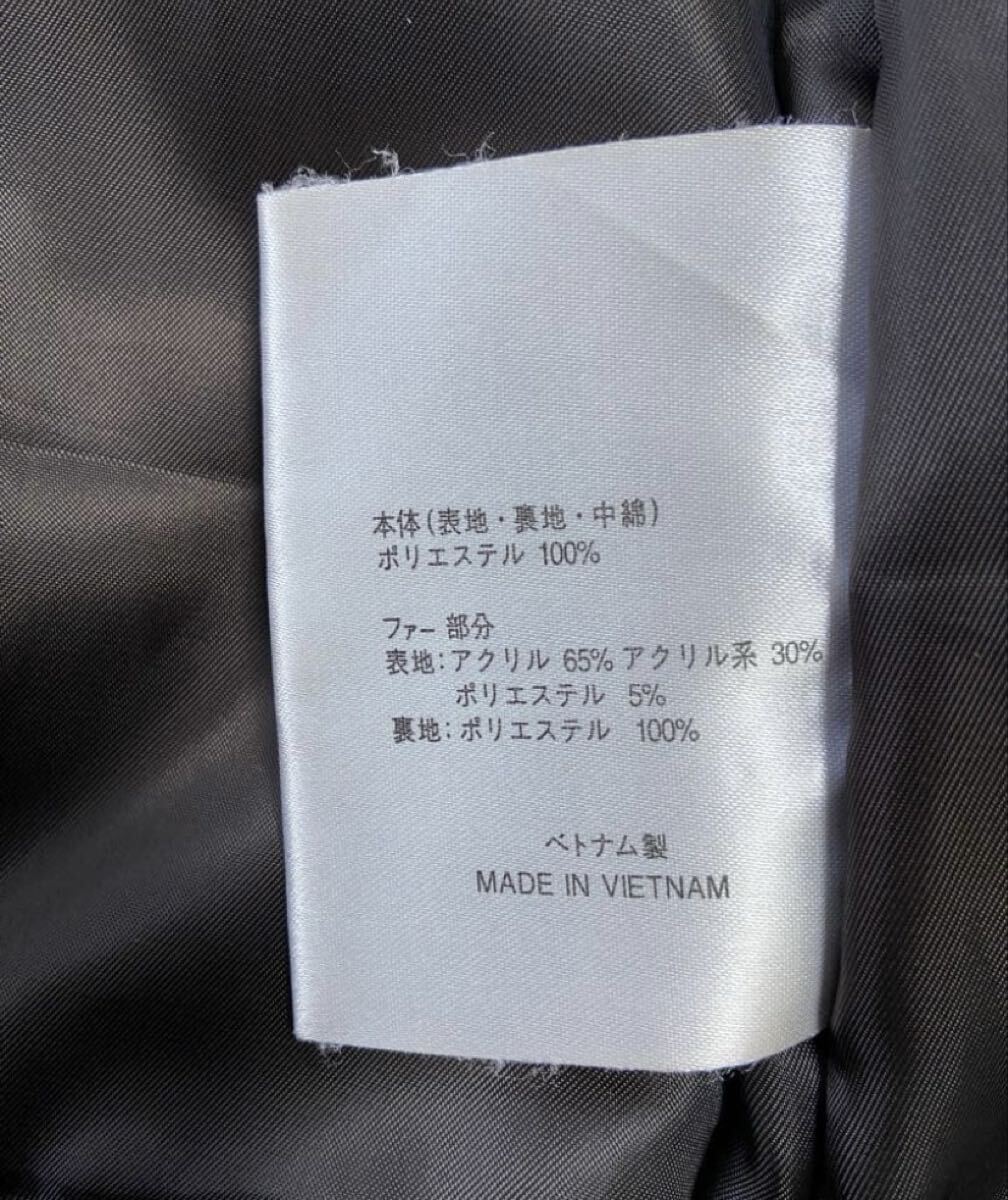 本体(表地・裏地・中綿)
ポリエステル 100%
ファー部分
表地:アクリル 65% アクリル系 30%
ポリエステル 5%
裏地:ポリエステル 100%
ベトナム製
MADE IN VIETNAM